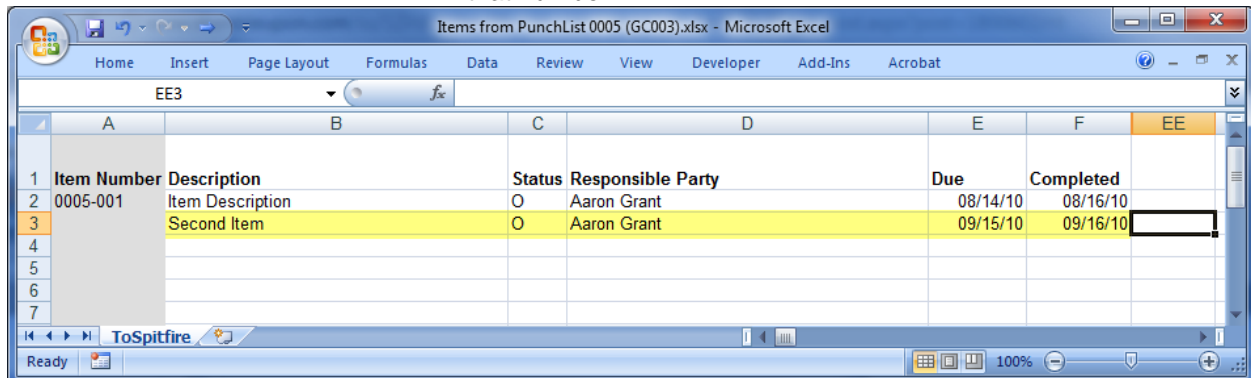 Items from PunchList 0005 (GC003).xlsx - Microsoft Excel
Home Insert Page Layout Formulas Data Review View Developer Add-Ins Acrobat
EE3 fx
A B C D E F EE
1 Item Number Description Status Responsible Party Due Completed
2 0005-001 Item Description O Aaron Grant 08/14/10 08/16/10
3 Second Item O Aaron Grant 09/15/10 09/16/10
4
5
6
7
ToSpitfire
Ready 100%